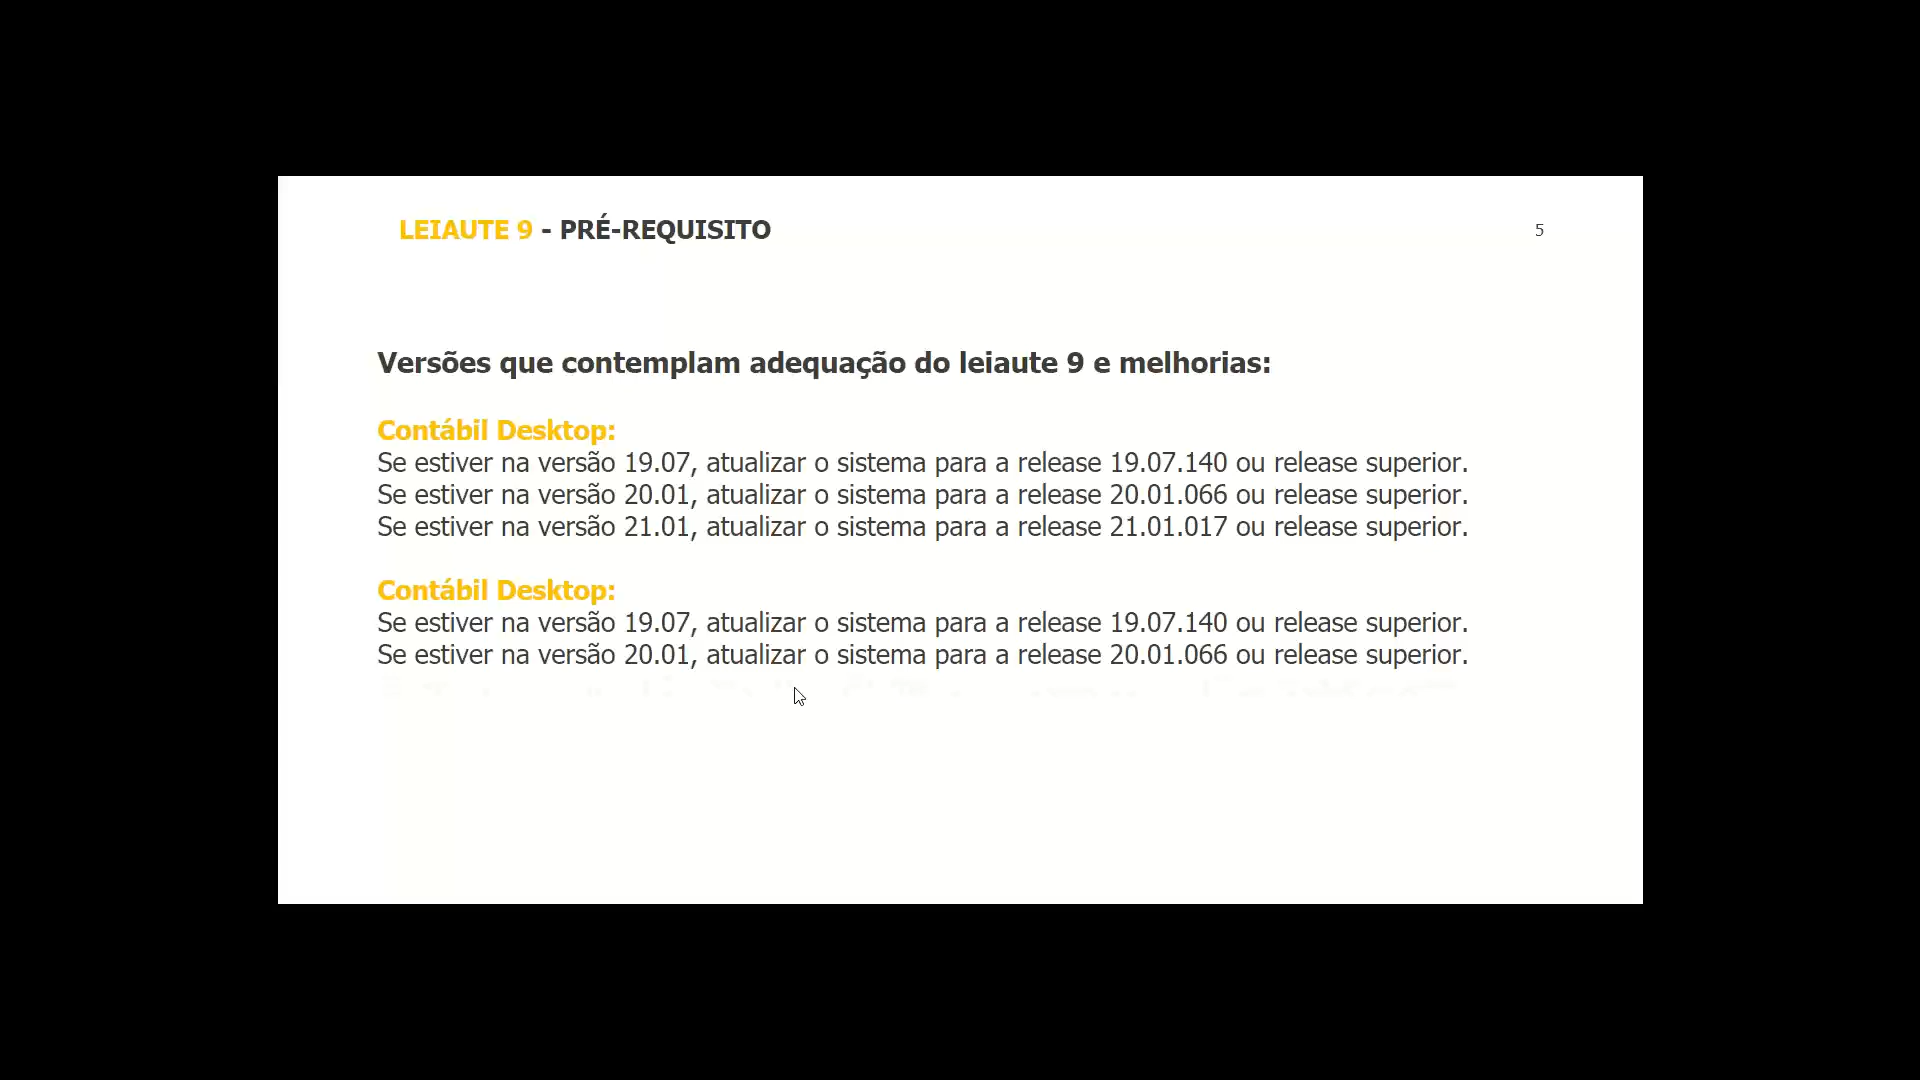 LEIAUTE 9 - PRÉ-REQUISITO
5
Versões que contemplam adequação do leiaute 9 e melhorias:
Contábil Desktop:
Se estiver na versão 19.07, atualizar o sistema para a release 19.07.140 ou release superior.
Se estiver na versão 20.01, atualizar o sistema para a release 20.01.066 ou release superior.
Se estiver na versão 21.01, atualizar o sistema para a release 21.01.017 ou release superior.
Contábil Desktop:
Se estiver na versão 19.07, atualizar o sistema para a release 19.07.140 ou release superior.
Se estiver na versão 20.01, atualizar o sistema para a release 20.01.066 ou release superior.